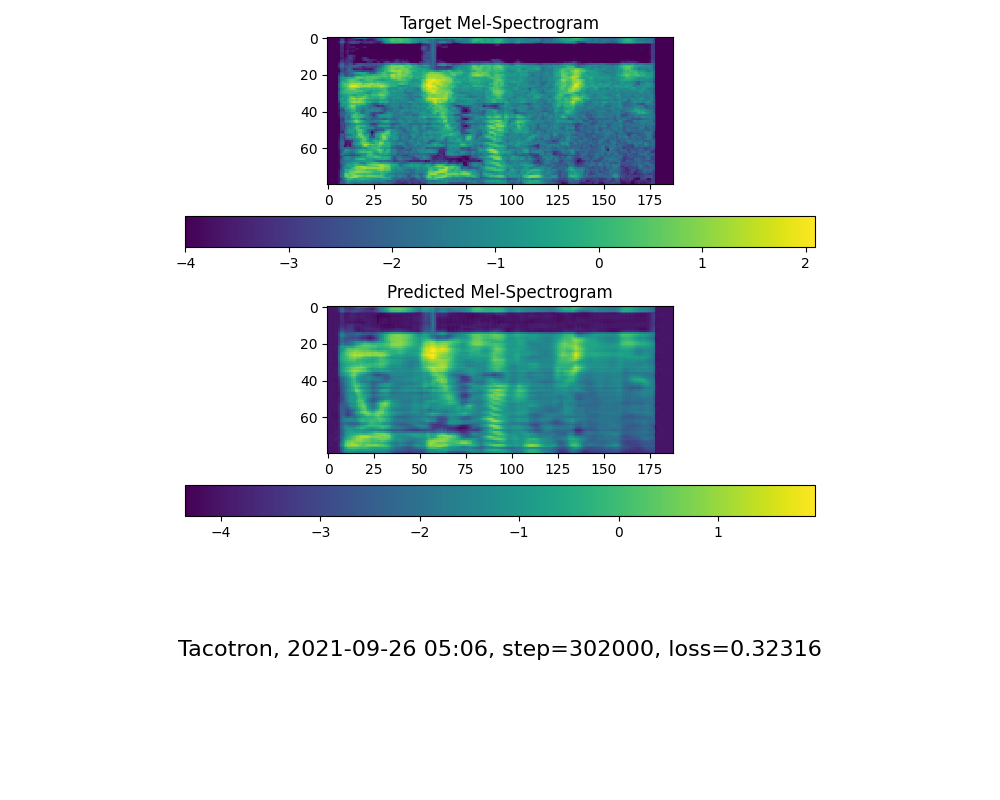 Target Mel-Spectrogram
0
20
40
60
0 25 50 75 100 125 150 175
−4 −3 −2 −1 0 1 2
Predicted Mel-Spectrogram
0
20
40
60
0 25 50 75 100 125 150 175
−4 −3 −2 −1 0 1
Tacotron, 2021-09-26 05:06, step=302000, loss=0.32316